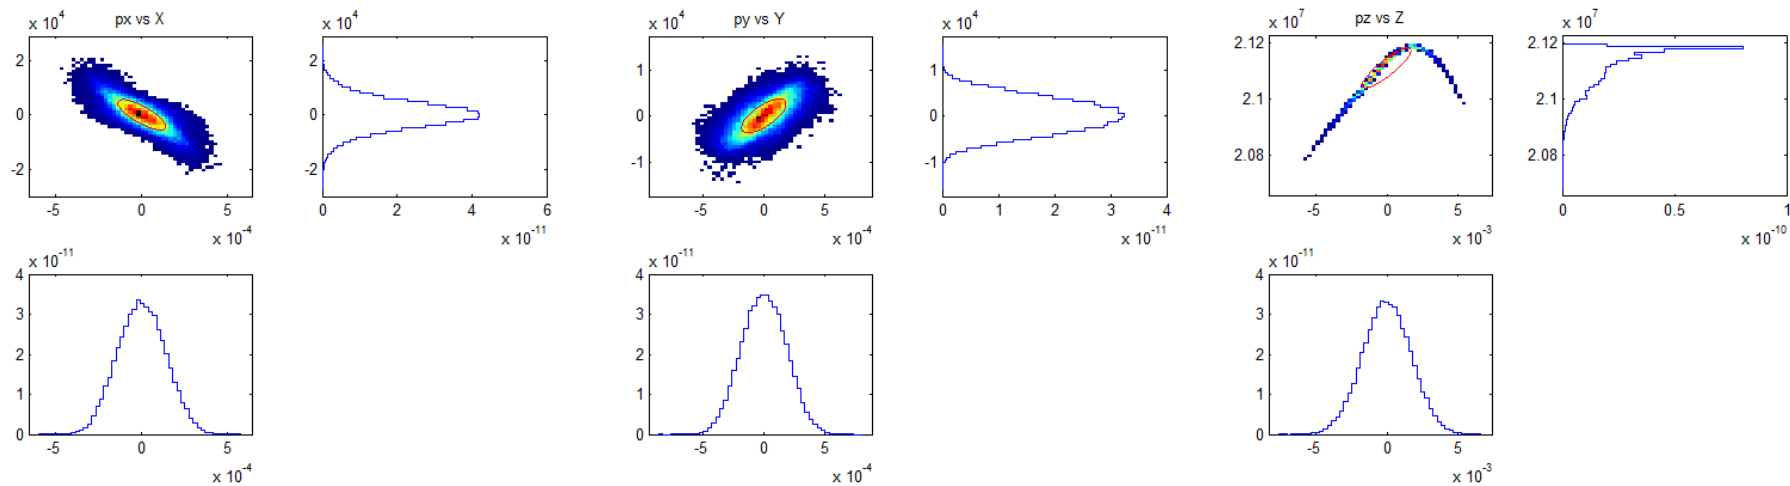 x 10^4 px vs X
2
0
-2
-5 0 5
x 10^-4
x 10^4
2
0
-2
0 2 4 6
x 10^-11
x 10^4 py vs Y
1
0
-1
-5 0 5
x 10^-4
x 10^4
1
0
-1
0 1 2 3 4
x 10^-11
x 10^7 pz vs Z
2.12
2.1
2.08
-5 0 5
x 10^-3
x 10^7
2.12
2.1
2.08
0 0.5 1
x 10^-10
x 10^-11
4
3
2
1
0
-5 0 5
x 10^-4
x 10^-11
4
3
2
1
0
-5 0 5
x 10^-4
x 10^-11
4
3
2
1
0
-5 0 5
x 10^-3